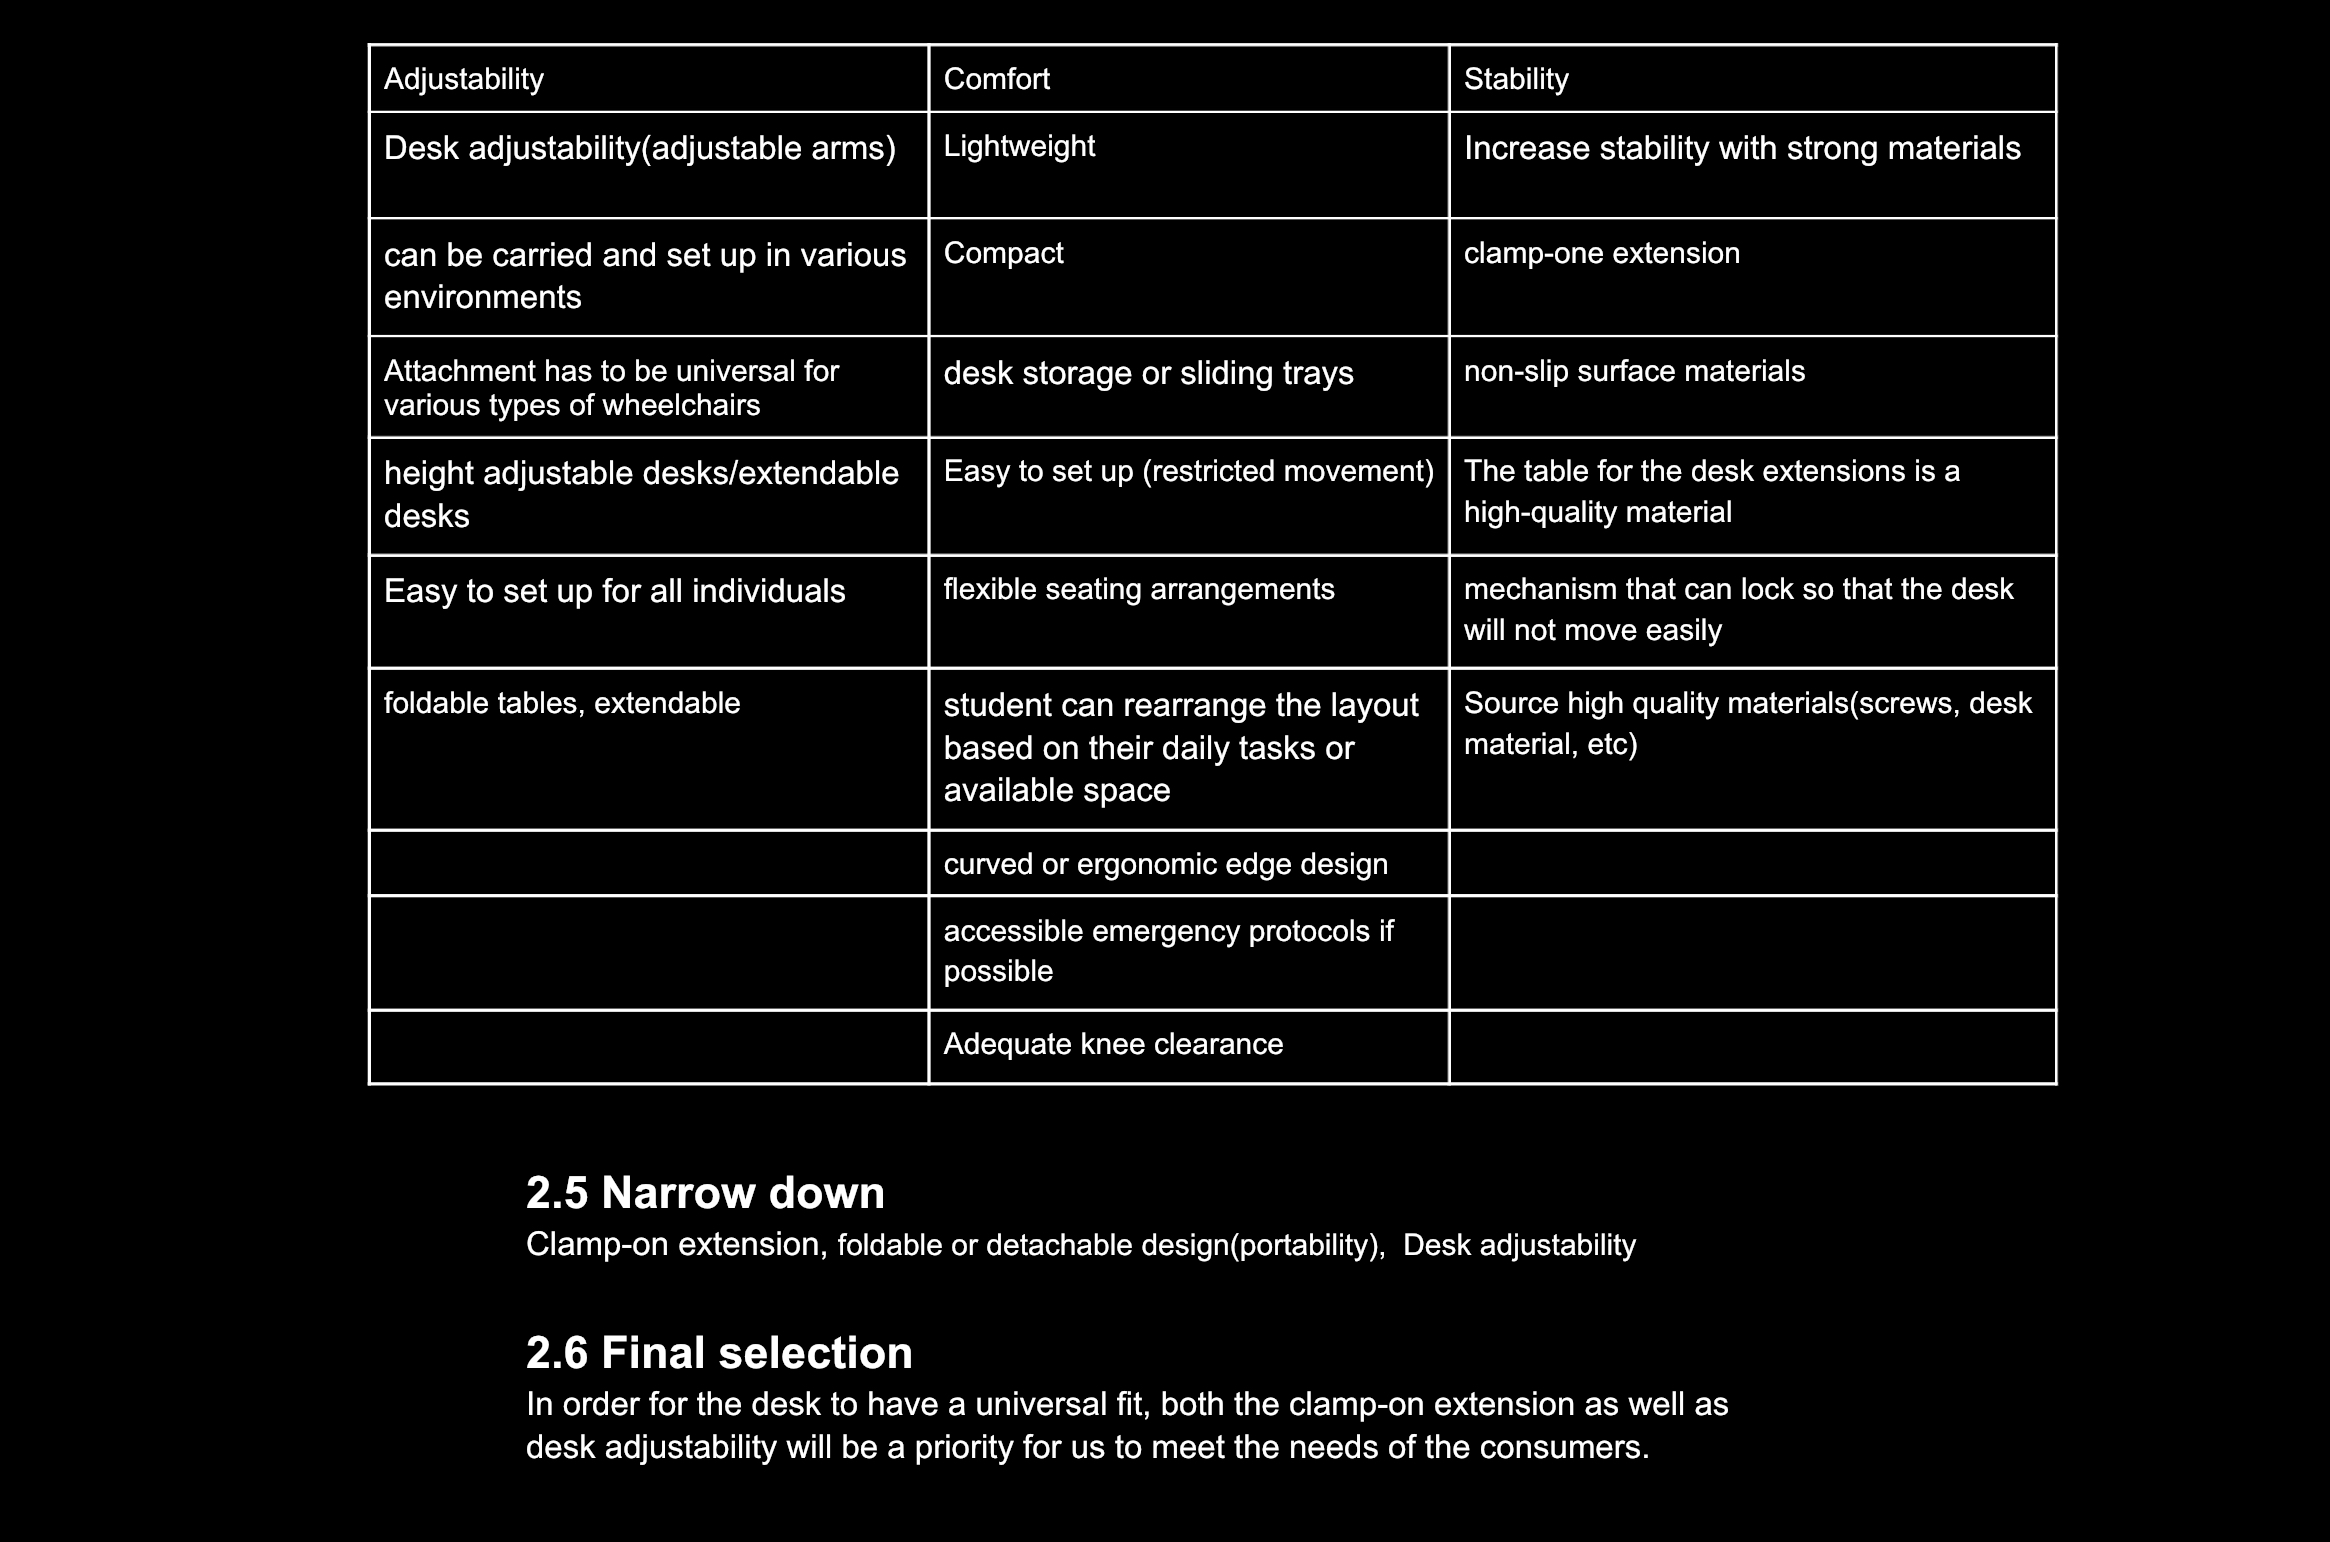 Adjustability
Comfort
Stability
Desk adjustability(adjustable arms)
Lightweight
Increase stability with strong materials
can be carried and set up in various
environments
Compact
clamp-one extension
Attachment has to be universal for
various types of wheelchairs
desk storage or sliding trays
non-slip surface materials
height adjustable desks/extendable
desks
Easy to set up (restricted movement)
The table for the desk extensions is a
high-quality material
Easy to set up for all individuals
flexible seating arrangements
mechanism that can lock so that the desk
will not move easily
foldable tables, extendable
student can rearrange the layout
based on their daily tasks or
available space
Source high quality materials(screws, desk
material, etc)
curved or ergonomic edge design
accessible emergency protocols if
possible
Adequate knee clearance
2.5 Narrow down
Clamp-on extension, foldable or detachable design(portability),  Desk adjustability
2.6 Final selection
In order for the desk to have a universal fit, both the clamp-on extension as well as
desk adjustability will be a priority for us to meet the needs of the consumers.